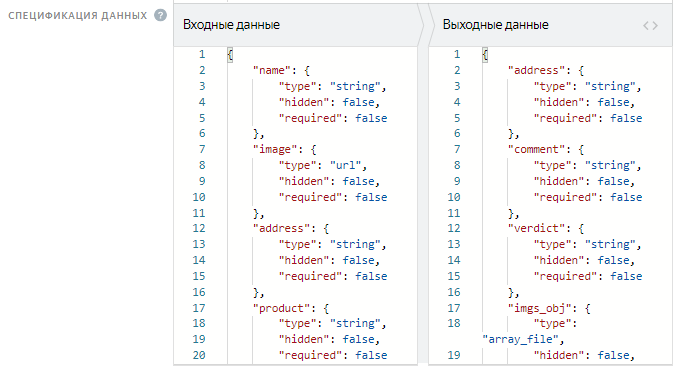 СПЕЦИФИКАЦИЯ ДАННЫХ ?
Входные данные
1 {
2 "name": {
3 "type": "string",
4 "hidden": false,
5 "required": false
6 },
7 "image": {
8 "type": "url",
9 "hidden": false,
10 "required": false
11 },
12 "address": {
13 "type": "string",
14 "hidden": false,
15 "required": false
16 },
17 "product": {
18 "type": "string",
19 "hidden": false,
20 "required": false
Выходные данные <>
1 {
2 "address": {
3 "type": "string",
4 "hidden": false,
5 "required": false
6 },
7 "comment": {
8 "type": "string",
9 "hidden": false,
10 "required": false
11 },
12 "verdict": {
13 "type": "string",
14 "hidden": false,
15 "required": false
16 },
17 "imgs_obj": {
18 "type":
"array_file",
19 "hidden": false,